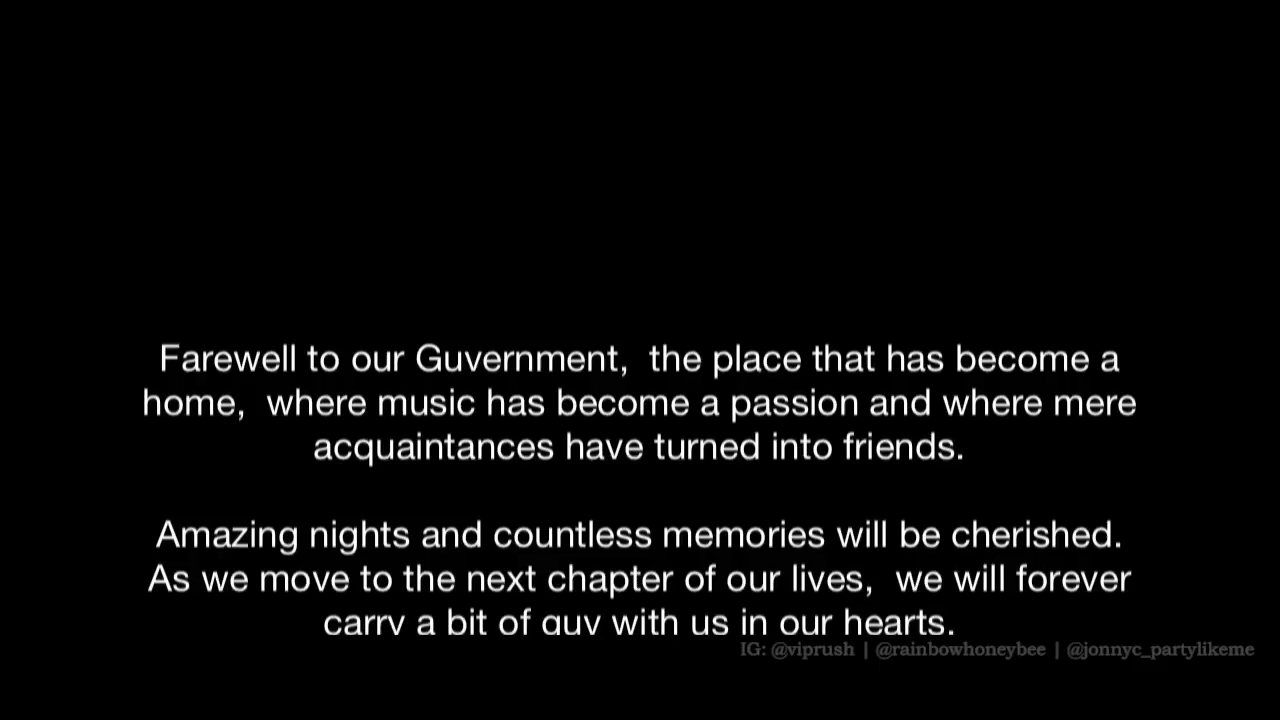 Farewell to our Guvernment,  the place that has become a
home,  where music has become a passion and where mere
acquaintances have turned into friends.
Amazing nights and countless memories will be cherished.
As we move to the next chapter of our lives,  we will forever
carry a bit of guv with us in our hearts.
IG: @viprush | @rainbowhoneybee | @jonnyc_partylikeme